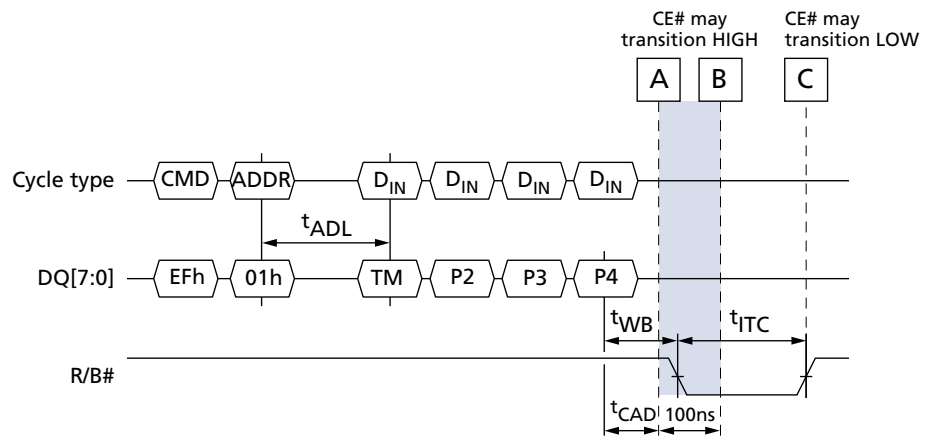 CE# may
transition HIGH
CE# may
transition LOW
A B C
Cycle type CMD ADDR DIN DIN DIN DIN
tADL
DQ[7:0] EFh 01h TM P2 P3 P4
tWB tITC
R/B#
tCAD 100ns